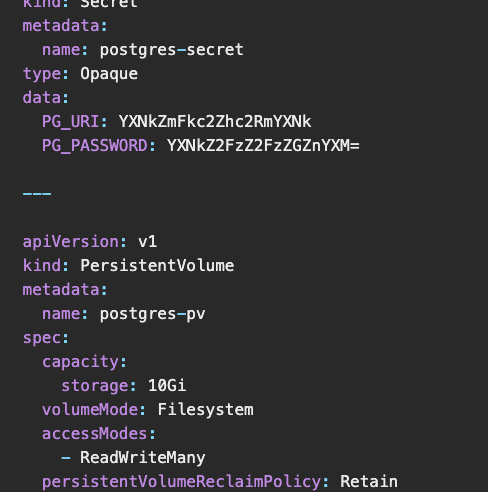 kind: Secret
metadata:
  name: postgres-secret
type: Opaque
data:
  PG_URI: YXNkZmFkc2Zhc2RmYXNk
  PG_PASSWORD: YXNkZ2FzZ2FzZGZnYXM=
---
apiVersion: v1
kind: PersistentVolume
metadata:
  name: postgres-pv
spec:
  capacity:
    storage: 10Gi
  volumeMode: Filesystem
  accessModes:
    - ReadWriteMany
  persistentVolumeReclaimPolicy: Retain